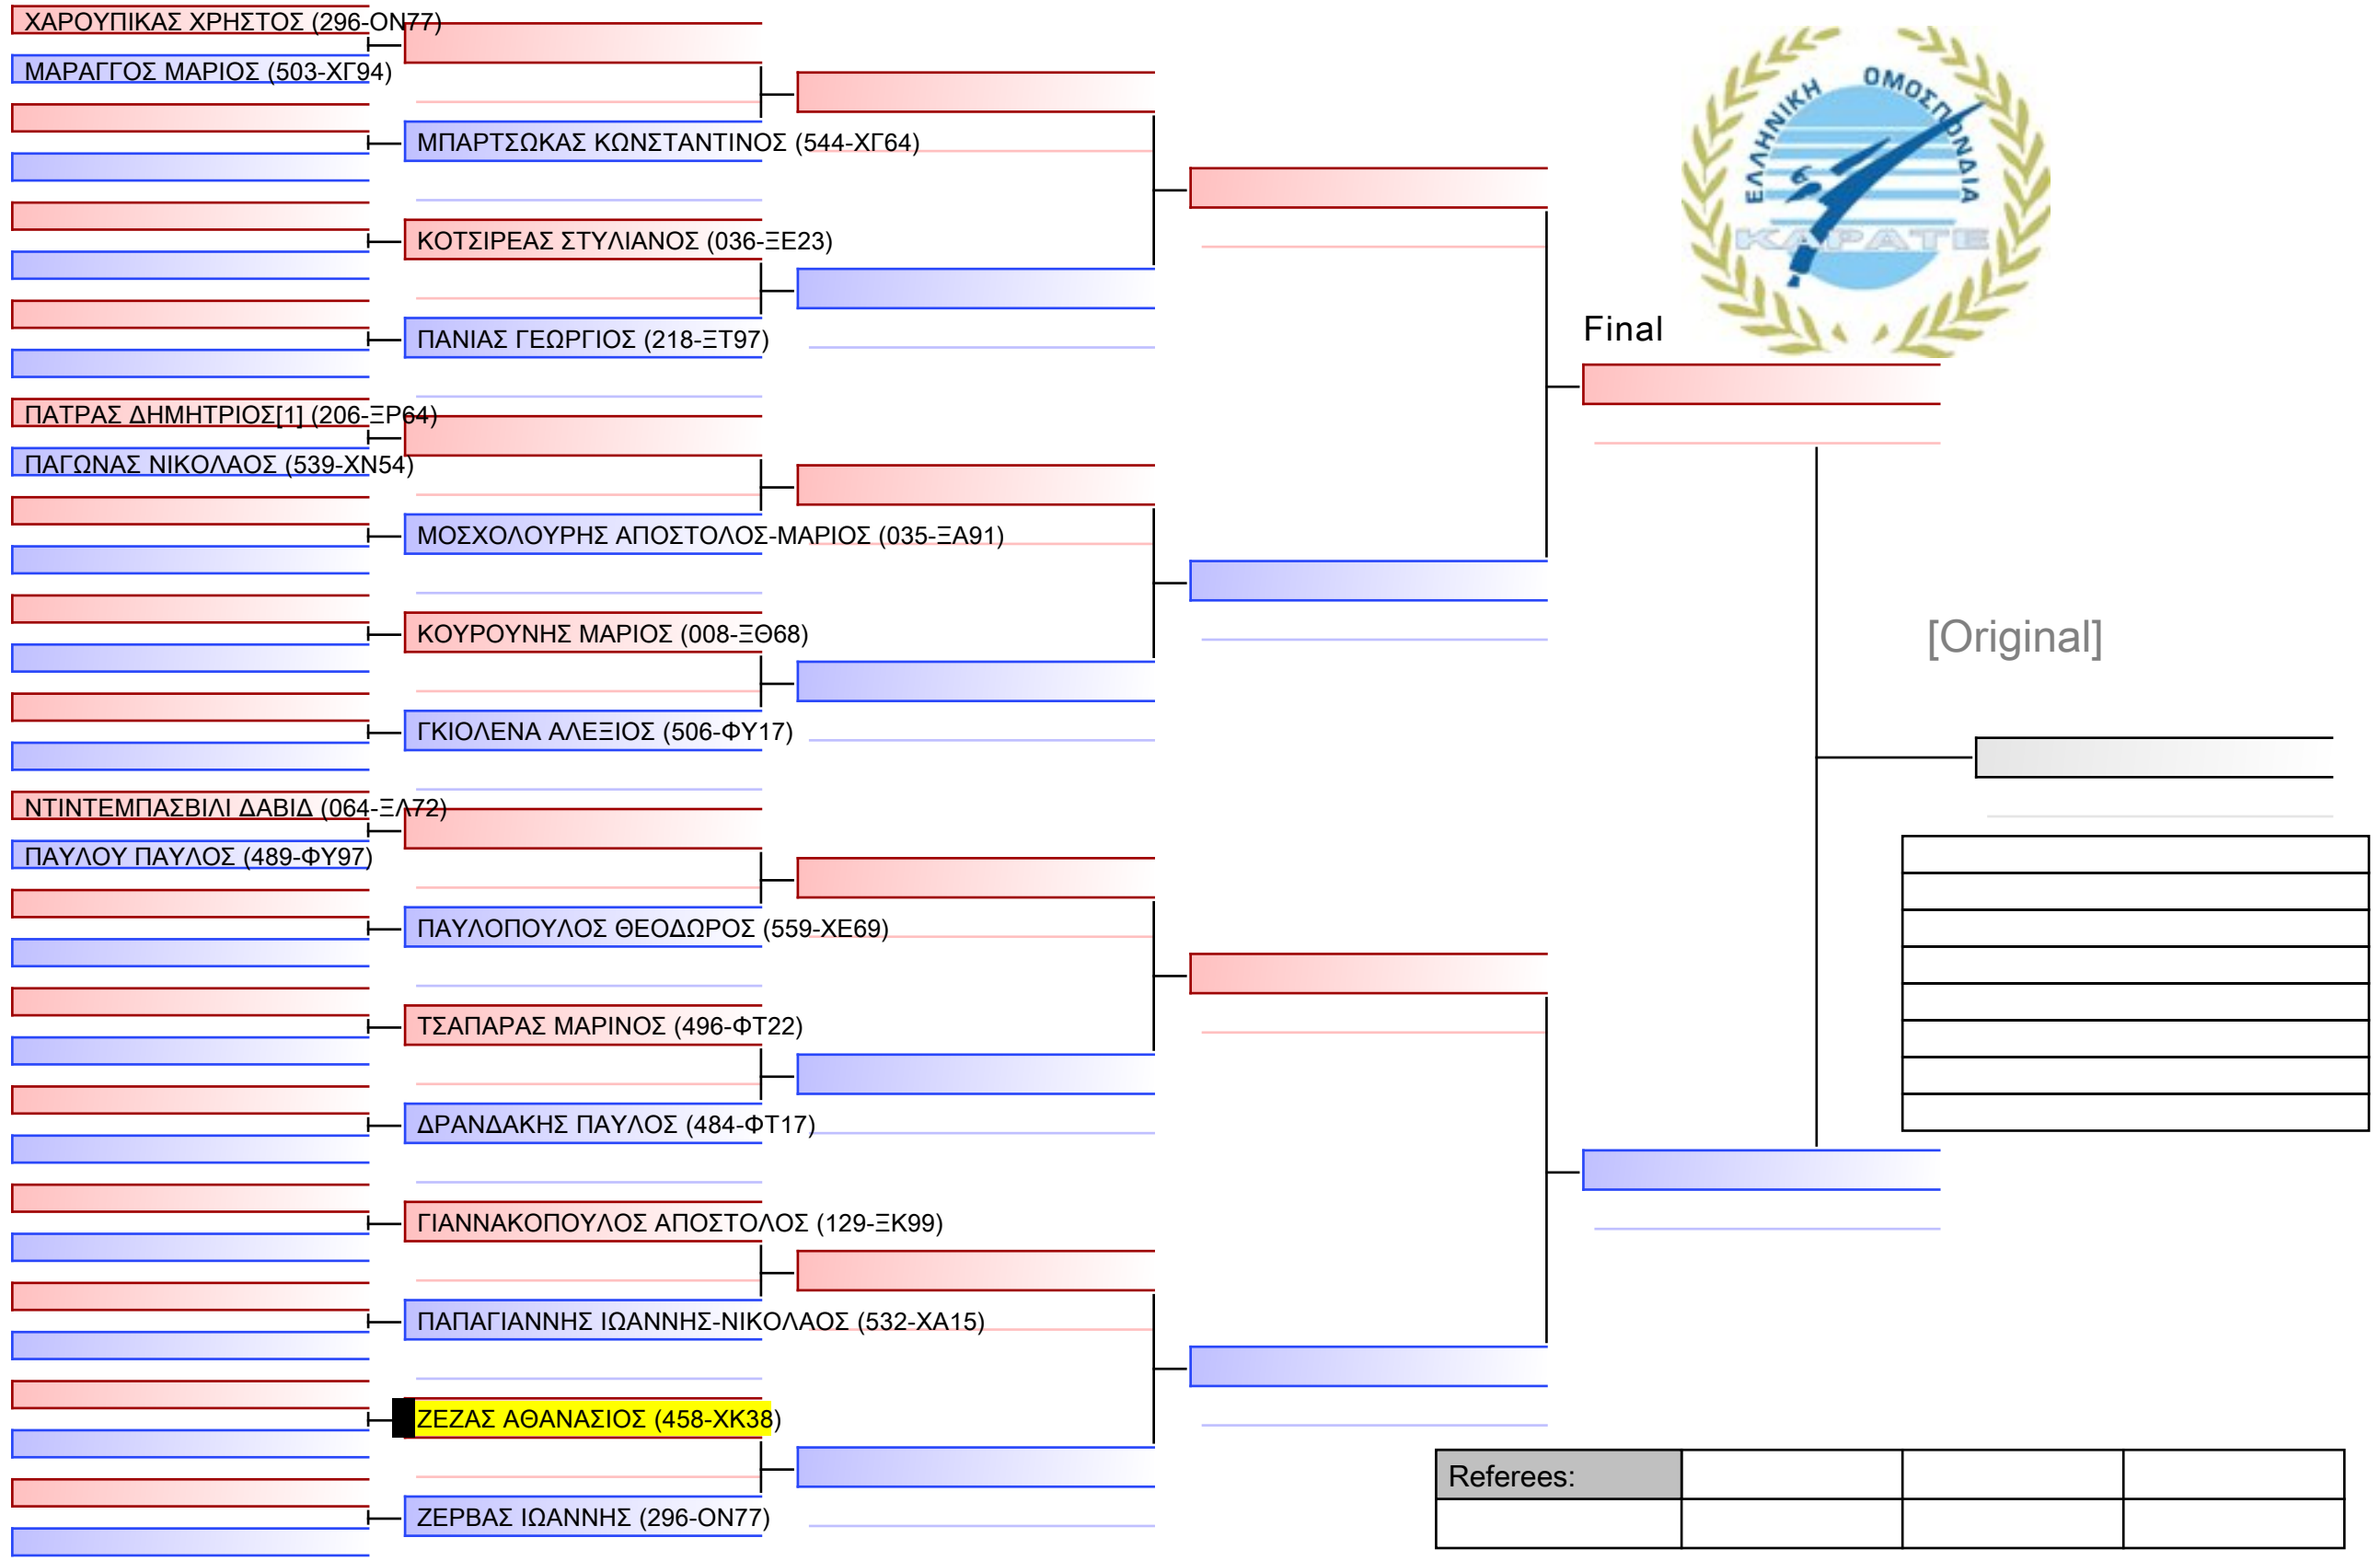 ΧΑΡΟΥΠΙΚΑΣ ΧΡΗΣΤΟΣ (296-ΟΝ77)
ΜΑΡΑΓΓΟΣ ΜΑΡΙΟΣ (503-ΧΓ94)
ΜΠΑΡΤΣΩΚΑΣ ΚΩΝΣΤΑΝΤΙΝΟΣ (544-ΧΓ64)
ΚΟΤΣΙΡΕΑΣ ΣΤΥΛΙΑΝΟΣ (036-ΞΕ23)
ΠΑΝΙΑΣ ΓΕΩΡΓΙΟΣ (218-ΞΤ97)
ΠΑΤΡΑΣ ΔΗΜΗΤΡΙΟΣ[1] (206-ΞΡ64)
ΠΑΓΩΝΑΣ ΝΙΚΟΛΑΟΣ (539-ΧΝ54)
ΜΟΣΧΟΛΟΥΡΗΣ ΑΠΟΣΤΟΛΟΣ-ΜΑΡΙΟΣ (035-ΞΑ91)
ΚΟΥΡΟΥΝΗΣ ΜΑΡΙΟΣ (008-ΞΘ68)
ΓΚΙΟΛΕΝΑ ΑΛΕΞΙΟΣ (506-ΦΥ17)
ΝΤΙΝΤΕΜΠΑΣΒΙΛΙ ΔΑΒΙΔ (064-ΞΛ72)
ΠΑΥΛΟΥ ΠΑΥΛΟΣ (489-ΦΥ97)
ΠΑΥΛΟΠΟΥΛΟΣ ΘΕΟΔΩΡΟΣ (559-ΧΕ69)
ΤΣΑΠΑΡΑΣ ΜΑΡΙΝΟΣ (496-ΦΤ22)
ΔΡΑΝΔΑΚΗΣ ΠΑΥΛΟΣ (484-ΦΤ17)
ΓΙΑΝΝΑΚΟΠΟΥΛΟΣ ΑΠΟΣΤΟΛΟΣ (129-ΞΚ99)
ΠΑΠΑΓΙΑΝΝΗΣ ΙΩΑΝΝΗΣ-ΝΙΚΟΛΑΟΣ (532-ΧΑ15)
ΖΕΖΑΣ ΑΘΑΝΑΣΙΟΣ (458-ΧΚ38)
ΖΕΡΒΑΣ ΙΩΑΝΝΗΣ (296-ΟΝ77)
ΕΛΛΗΝΙΚΗ ΟΜΟΣΠΟΝΔΙΑ
ΚΑΡΑΤΕ
Final
[Original]
Referees: